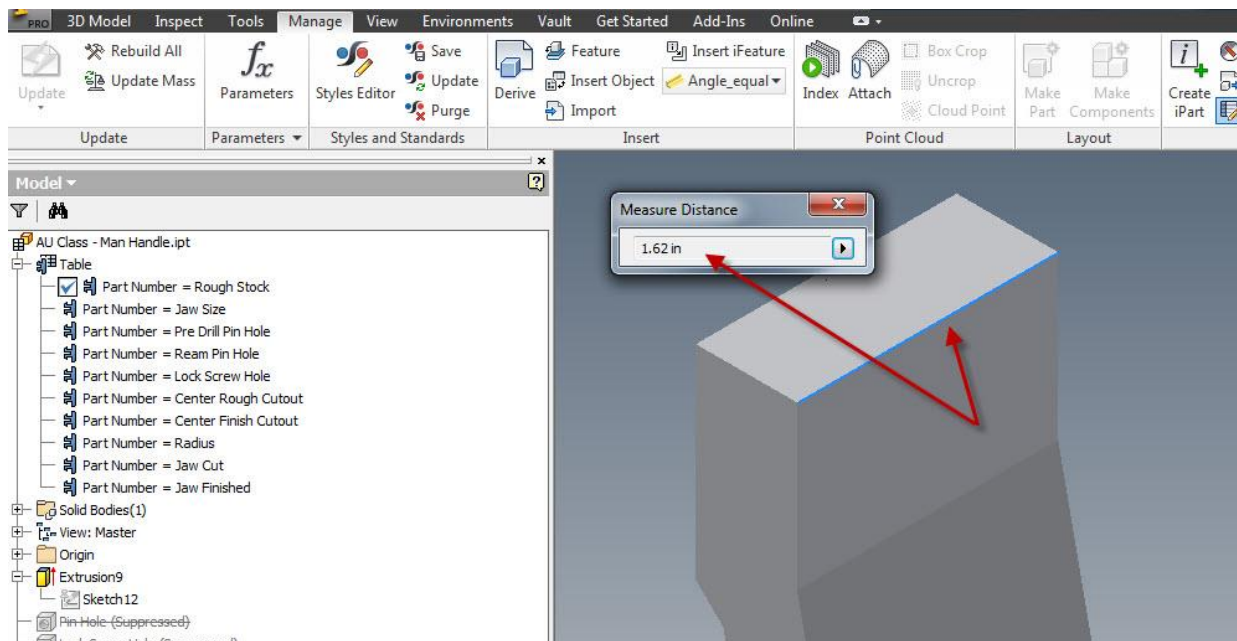 PRO 3D Model Inspect Tools Manage View Environments Vault Get Started Add-Ins Online
Update
Rebuild All
Update Mass
fx
Parameters
Styles Editor
Save
Update
Purge
Derive
Feature
Insert Object
Import
Insert iFeature
Angle_equal
Index
Attach
Box Crop
Uncrop
Cloud Point
Make
Part
Make
Components
Create
iPart
Update Parameters Styles and Standards Insert Point Cloud Layout
Model
AU Class - Man Handle.ipt
Table
Part Number = Rough Stock
Part Number = Jaw Size
Part Number = Pre Drill Pin Hole
Part Number = Ream Pin Hole
Part Number = Lock Screw Hole
Part Number = Center Rough Cutout
Part Number = Center Finish Cutout
Part Number = Radius
Part Number = Jaw Cut
Part Number = Jaw Finished
Solid Bodies(1)
View: Master
Origin
Extrusion9
Sketch12
Pin Hole (Suppressed)
Measure Distance
1.62 in